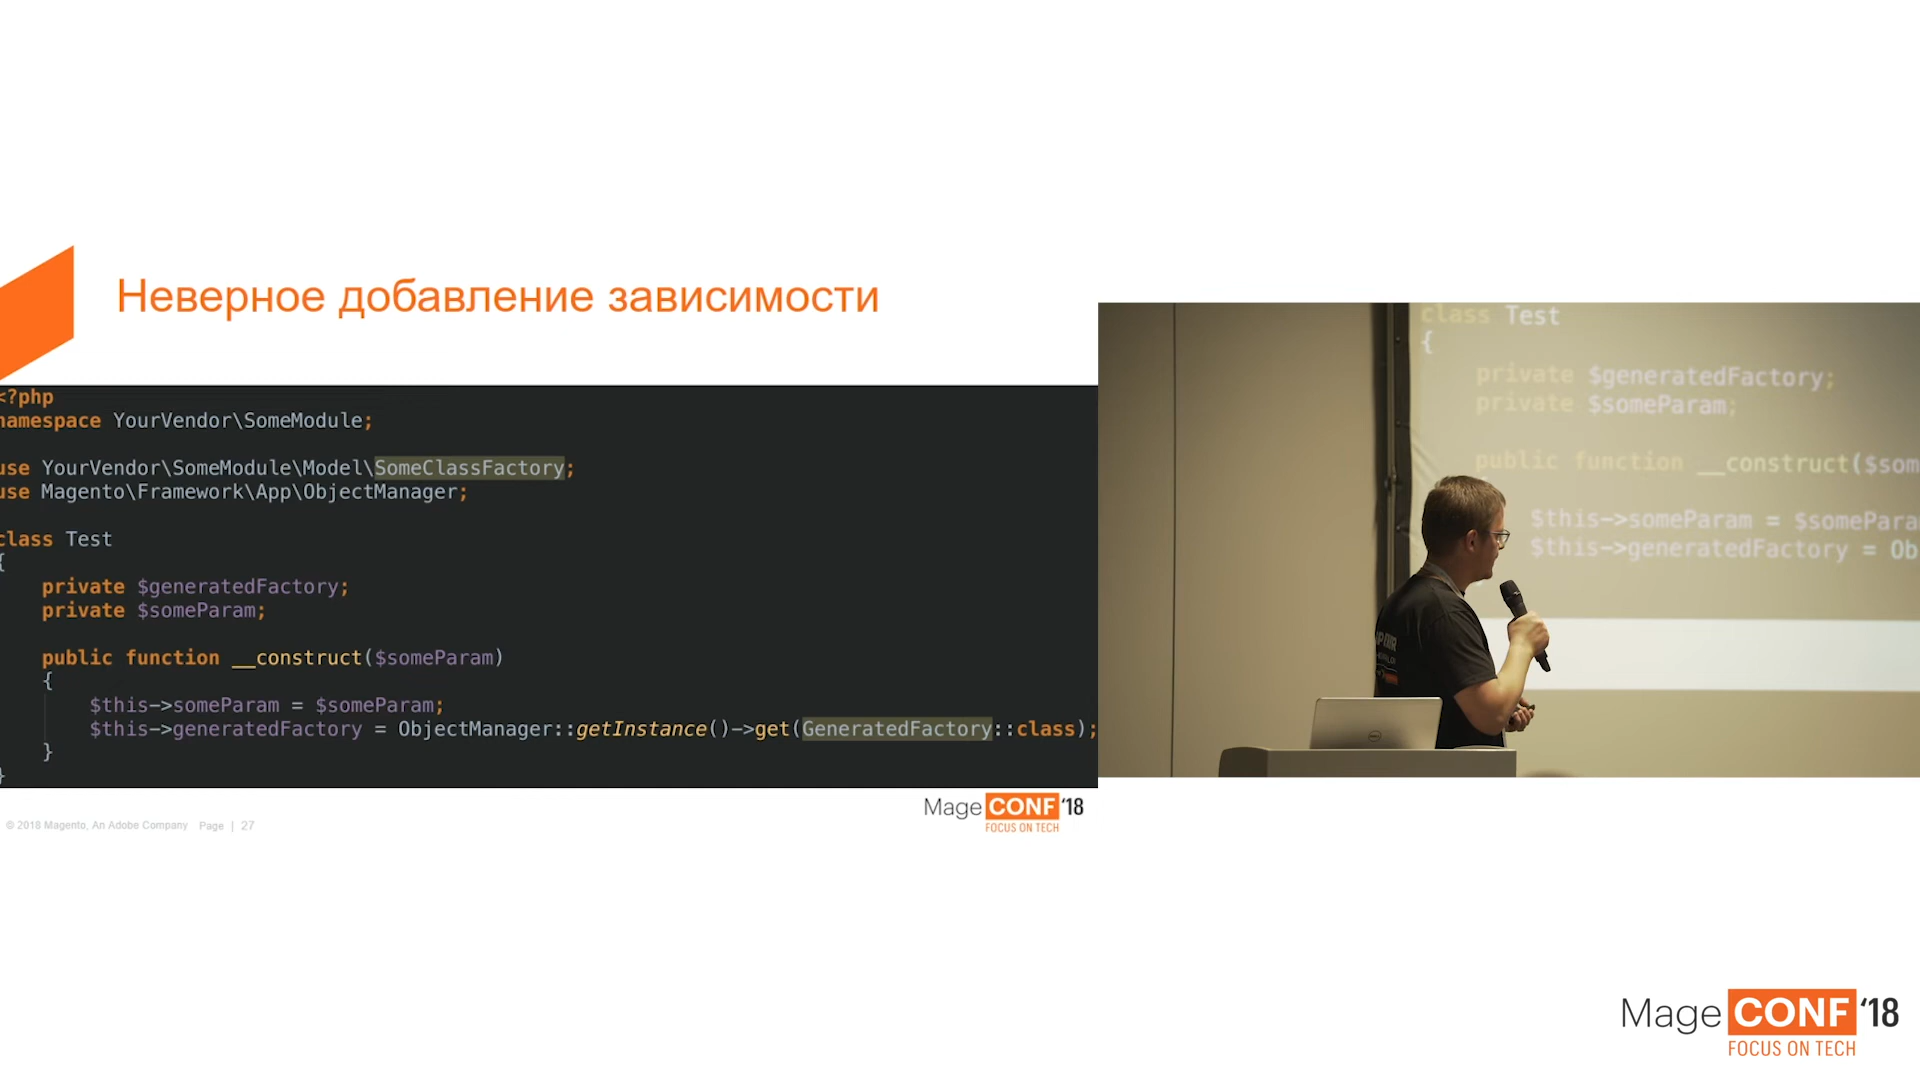 Неверное добавление зависимости
<?php
namespace YourVendor\SomeModule;
use YourVendor\SomeModule\Model\SomeClassFactory;
use Magento\Framework\App\ObjectManager;
class Test
{
private $generatedFactory;
private $someParam;
public function __construct($someParam)
{
$this->someParam = $someParam;
$this->generatedFactory = ObjectManager::getInstance()->get(GeneratedFactory::class);
}
}
© 2018 Magento, An Adobe Company Page | 27
MageCONF '18
FOCUS ON TECH
class Test
{
private $generatedFactory;
private $someParam;
public function __construct($som
$this->someParam = $somePara
$this->generatedFactory = Ob
DELL
MageCONF '18
FOCUS ON TECH